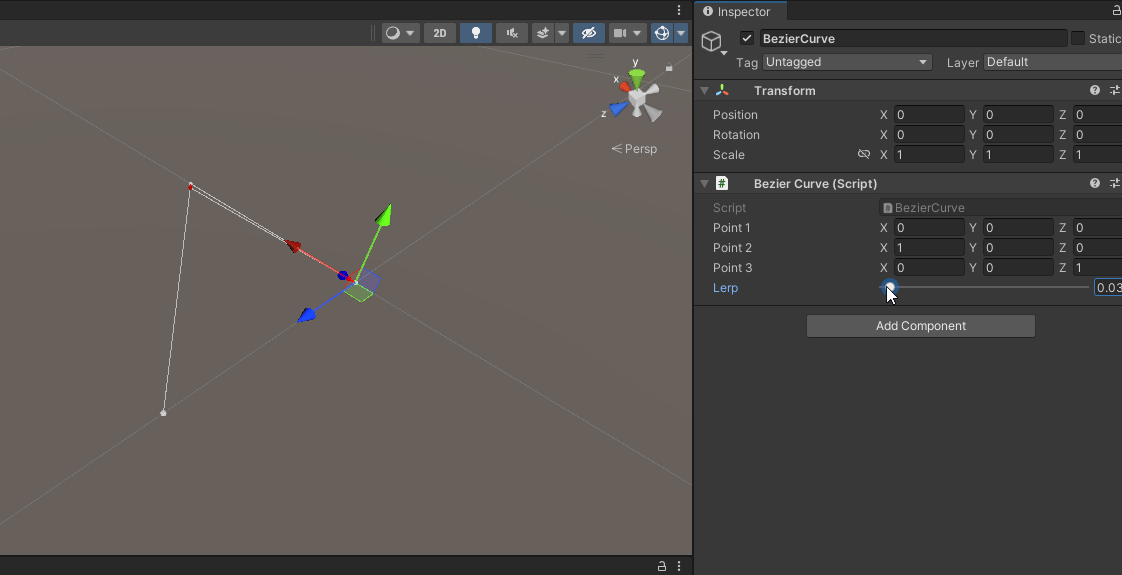 Inspector
2D
BezierCurve
Static
Tag Untagged Layer Default
y
x
z
Persp
Transform
Position X 0 Y 0 Z 0
Rotation X 0 Y 0 Z 0
Scale X 1 Y 1 Z 1
# Bezier Curve (Script)
Script BezierCurve
Point 1 X 0 Y 0 Z 0
Point 2 X 1 Y 0 Z 0
Point 3 X 0 Y 0 Z 1
Lerp 0.03
Add Component